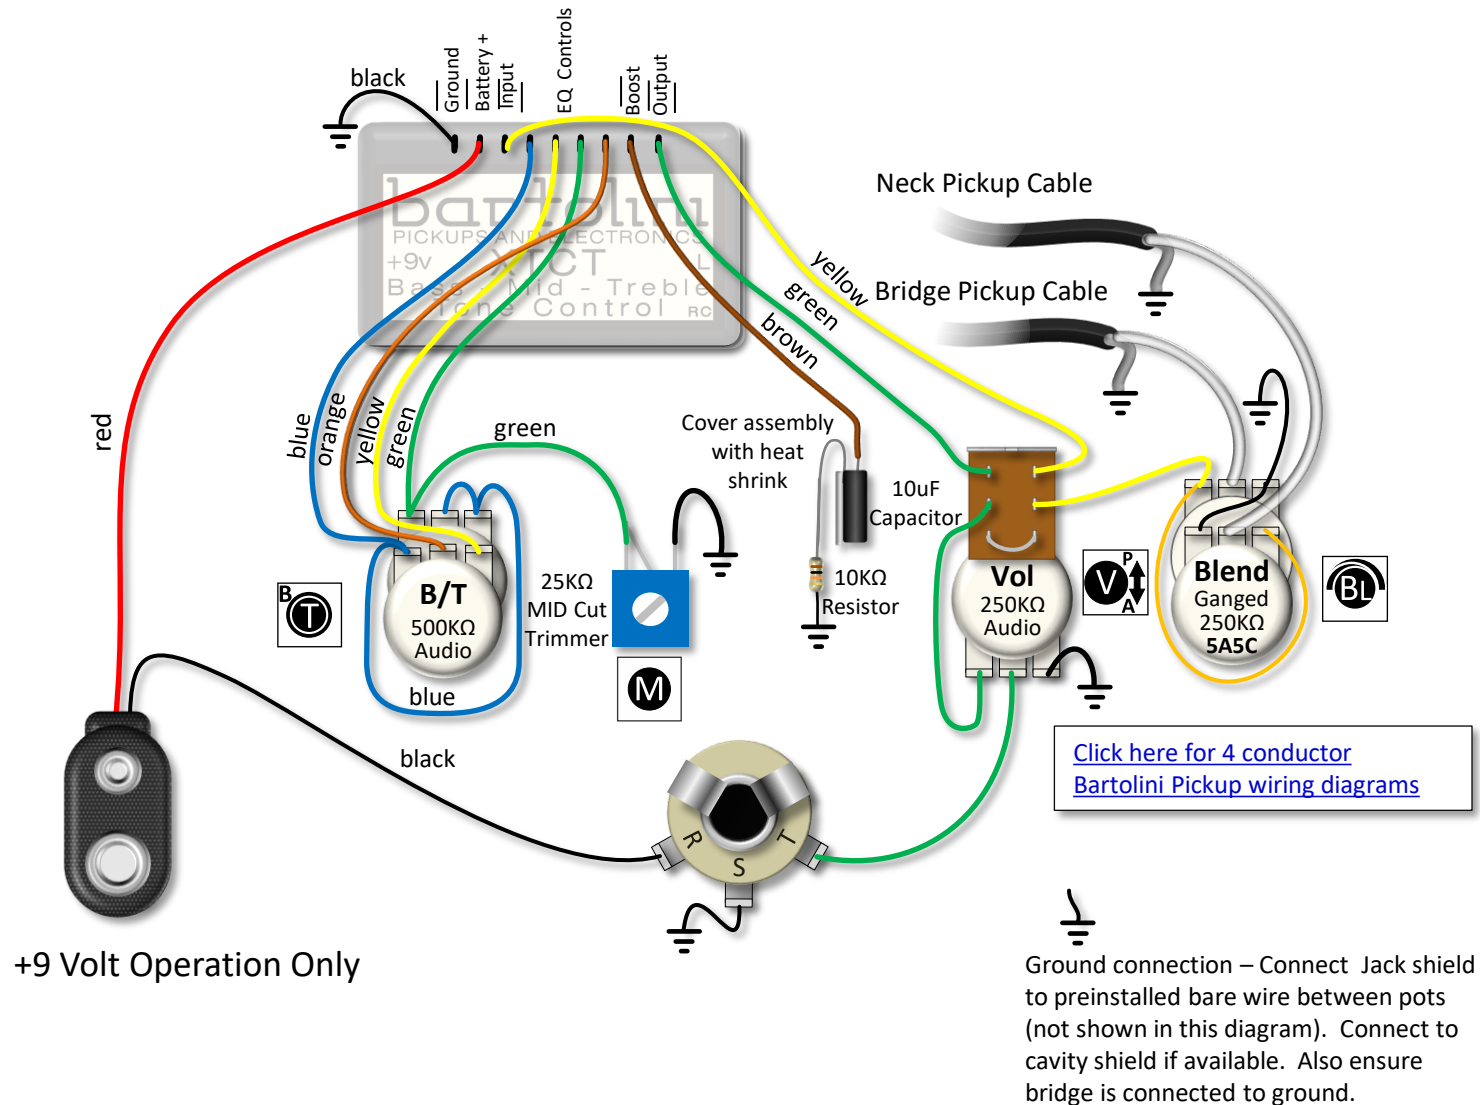 Ground
Battery +
Input
EQ Controls
Boost
Output
black
bartolini
PICKUPS AND ELECTRONICS
+9v XTCT L
Bass - Mid - Treble
Tone Control RC
Neck Pickup Cable
Bridge Pickup Cable
yellow
green
brown
red
blue
orange
yellow
green
green
Cover assembly
with heat
shrink
10uF
Capacitor
10KΩ
Resistor
25KΩ
MID Cut
Trimmer
M
B
T
B/T
500KΩ
Audio
blue
Vol
250KΩ
Audio
V
P
A
Blend
Ganged
250KΩ
5A5C
BL
black
R
S
T
Click here for 4 conductor
Bartolini Pickup wiring diagrams
+9 Volt Operation Only
Ground connection – Connect Jack shield
to preinstalled bare wire between pots
(not shown in this diagram). Connect to
cavity shield if available. Also ensure
bridge is connected to ground.